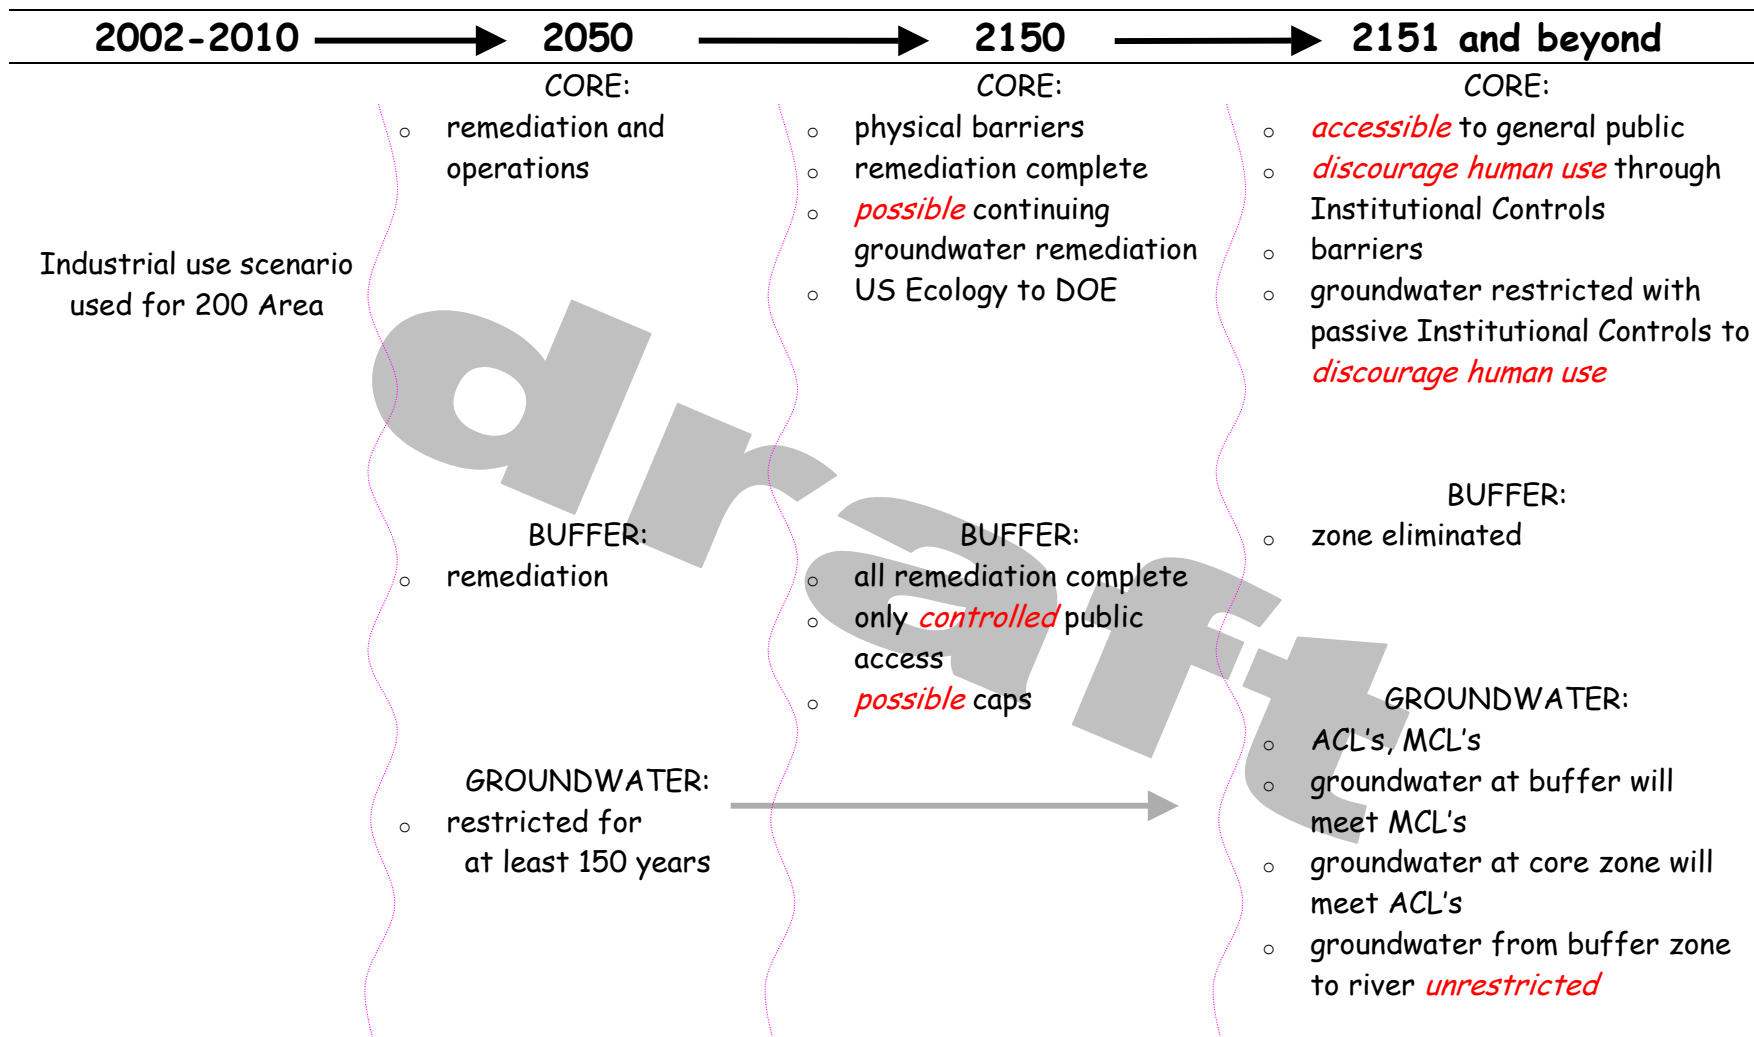 2002-2010 2050 2150 2151 and beyond
Industrial use scenario
used for 200 Area
CORE:
remediation and
operations
BUFFER:
remediation
GROUNDWATER:
restricted for
at least 150 years
CORE:
physical barriers
remediation complete
possible continuing
groundwater remediation
US Ecology to DOE
BUFFER:
all remediation complete
only controlled public
access
possible caps
CORE:
accessible to general public
discourage human use through
Institutional Controls
barriers
groundwater restricted with
passive Institutional Controls to
discourage human use
BUFFER:
zone eliminated
GROUNDWATER:
ACL's, MCL's
groundwater at buffer will
meet MCL's
groundwater at core zone will
meet ACL's
groundwater from buffer zone
to river unrestricted
draft